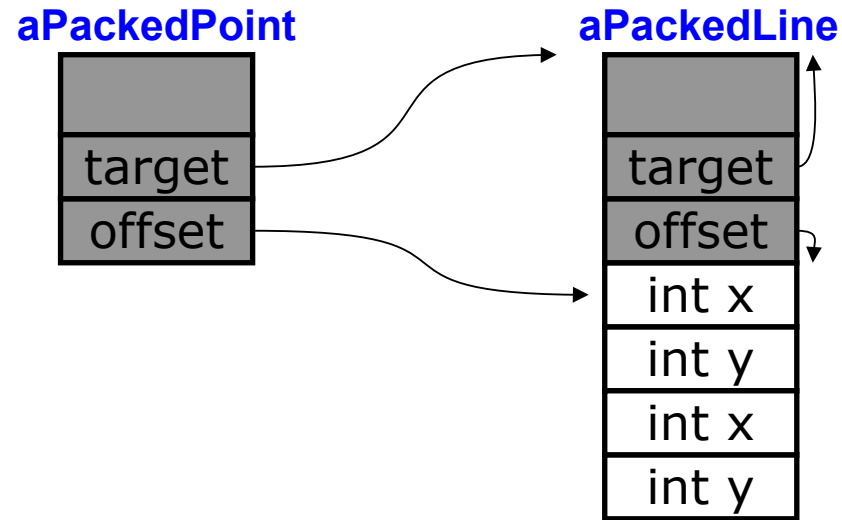 aPackedPoint
target
offset
aPackedLine
target
offset
int x
int y
int x
int y